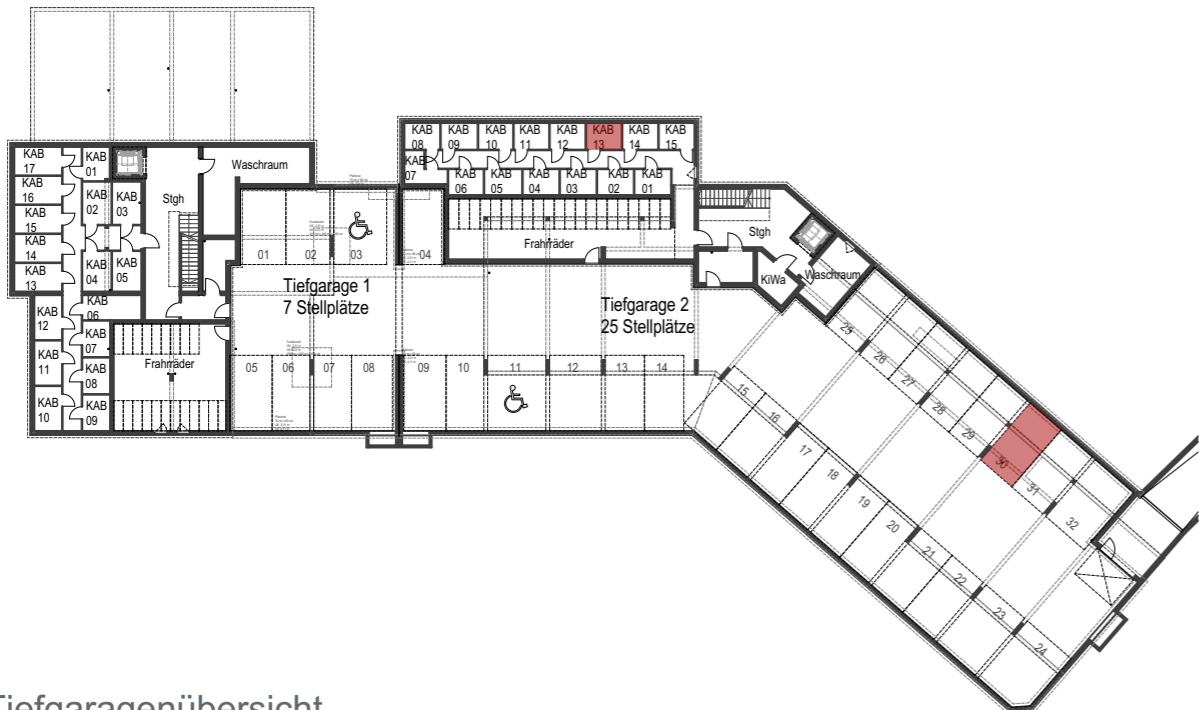 KAB 17
KAB 01
Waschraum
KAB 16
KAB 02
KAB 03
Stgh
KAB 15
KAB 14
KAB 04
KAB 05
KAB 13
KAB 12
KAB 06
KAB 07
KAB 11
KAB 08
KAB 10
KAB 09
Frahrräder
KAB 08
KAB 09
KAB 10
KAB 11
KAB 12
KAB 13
KAB 14
KAB 15
KAB 07
KAB 06
KAB 05
KAB 04
KAB 03
KAB 02
KAB 01
Frahrräder
Stgh
KiWa
Waschraum
01
02
03
04
Tiefgarage 1
7 Stellplätze
Tiefgarage 2
25 Stellplätze
05
06
07
08
09
10
11
12
13
14
15
16
17
18
19
20
21
22
23
24
25
26
27
28
29
30
31
32
Tiefgaragenübersicht